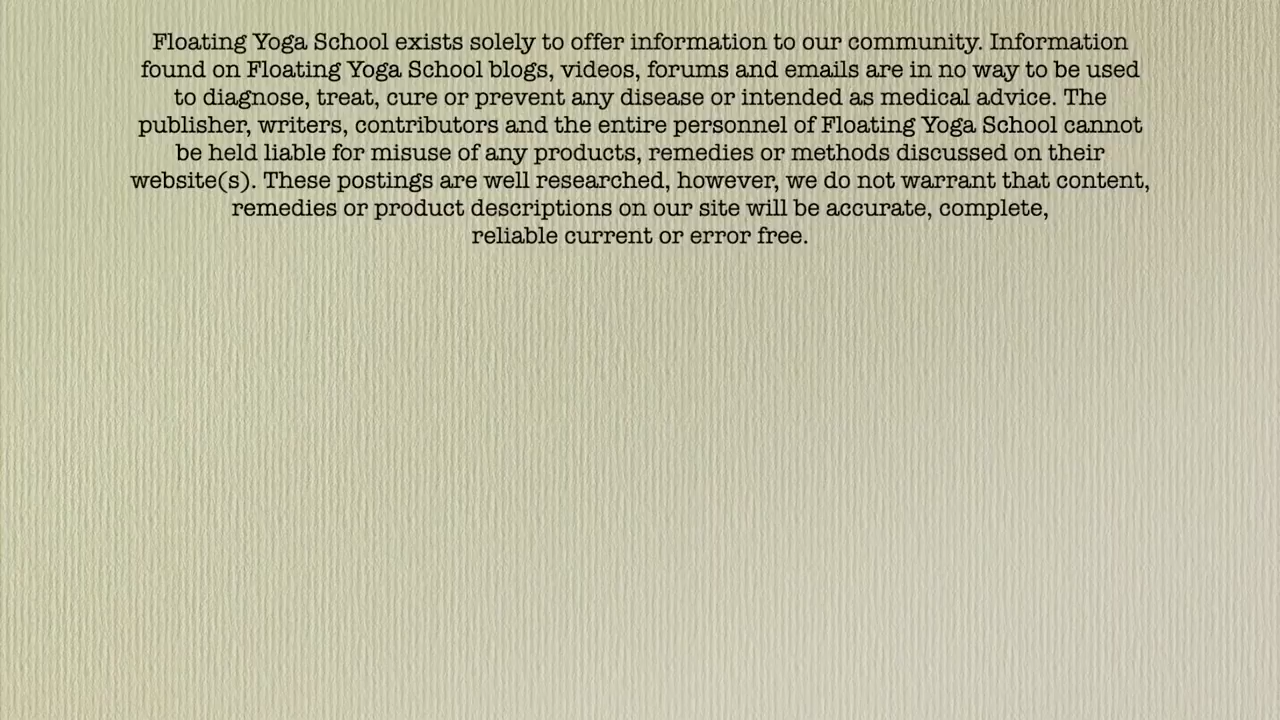 Floating Yoga School exists solely to offer information to our community. Information
found on Floating Yoga School blogs, videos, forums and emails are in no way to be used
to diagnose, treat, cure or prevent any disease or intended as medical advice. The
publisher, writers, contributors and the entire personnel of Floating Yoga School cannot
be held liable for misuse of any products, remedies or methods discussed on their
website(s). These postings are well researched, however, we do not warrant that content,
remedies or product descriptions on our site will be accurate, complete,
reliable current or error free.